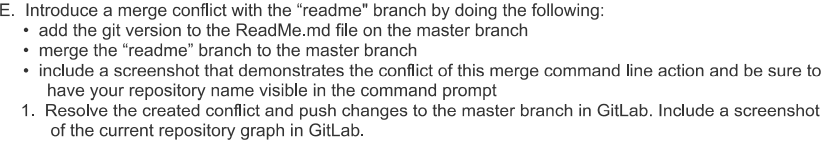 E. Introduce a merge conflict with the “readme" branch by doing the following:
• add the git version to the ReadMe.md file on the master branch
• merge the “readme” branch to the master branch
• include a screenshot that demonstrates the conflict of this merge command line action and be sure to
have your repository name visible in the command prompt
1. Resolve the created conflict and push changes to the master branch in GitLab. Include a screenshot
of the current repository graph in GitLab.